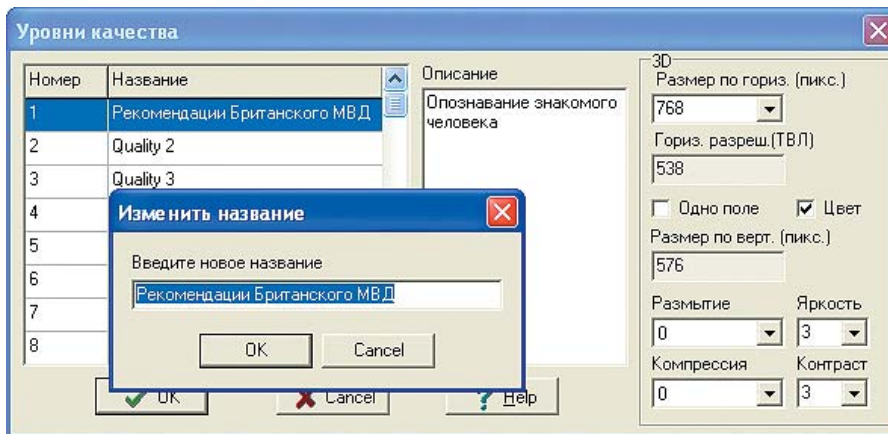 Уровни качества
Номер Название
1 Рекомендации Британского МВД
2 Quality 2
3 Quality 3
4
5
6
7
8
Описание
Опознавание знакомого
человека
3D
Размер по гориз. (пикс.)
768
Гориз. разреш.(ТВЛ)
538
Одно поле Цвет
Размер по верт. (пикс.)
576
Размытие Яркость
0 3
Компрессия Контраст
0 3
Изменить название
Введите новое название
Рекомендации Британского МВД
OK Cancel
OK Cancel Help